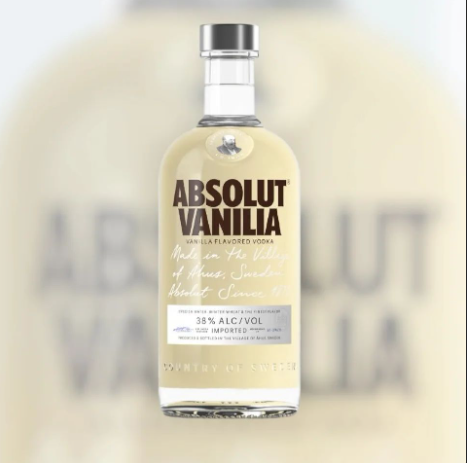 ABSOLUT
VANILIA
VANILLA FLAVORED VODKA
Made in the Village
of Åhus, Sweden
Absolut Since
38% ALC/VOL
IMPORTED
COUNTRY OF SWEDEN